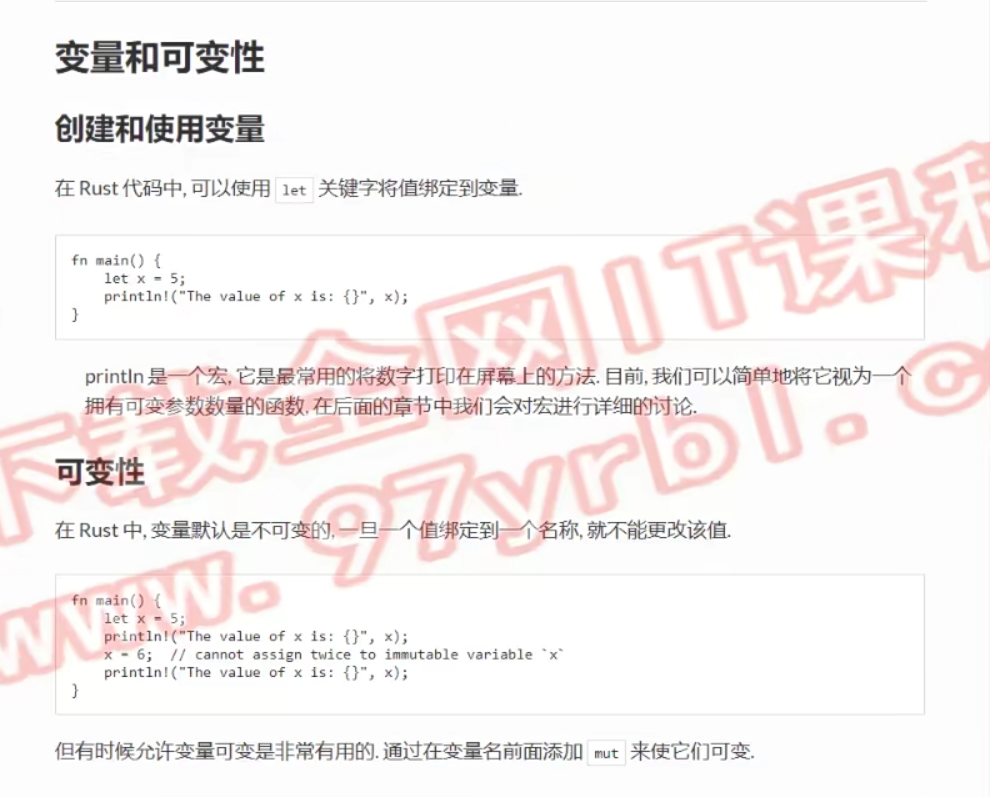 变量和可变性
创建和使用变量
在 Rust 代码中, 可以使用 let 关键字将值绑定到变量.
fn main() {
    let x = 5;
    println!("The value of x is: {}", x);
}
println 是一个宏, 它是最常用的将数字打印在屏幕上的方法. 目前, 我们可以简单地将它视为一个
拥有可变参数数量的函数, 在后面的章节中我们会对宏进行详细的讨论.
可变性
在 Rust 中, 变量默认是不可变的, 一旦一个值绑定到一个名称, 就不能更改该值.
fn main() {
    let x = 5;
    println!("The value of x is: {}", x);
    x = 6;  // cannot assign twice to immutable variable `x`
    println!("The value of x is: {}", x);
}
但有时候允许变量可变是非常有用的. 通过在变量名前面添加 mut 来使它们可变.
下载全网IT课程
www.97yrbl.c